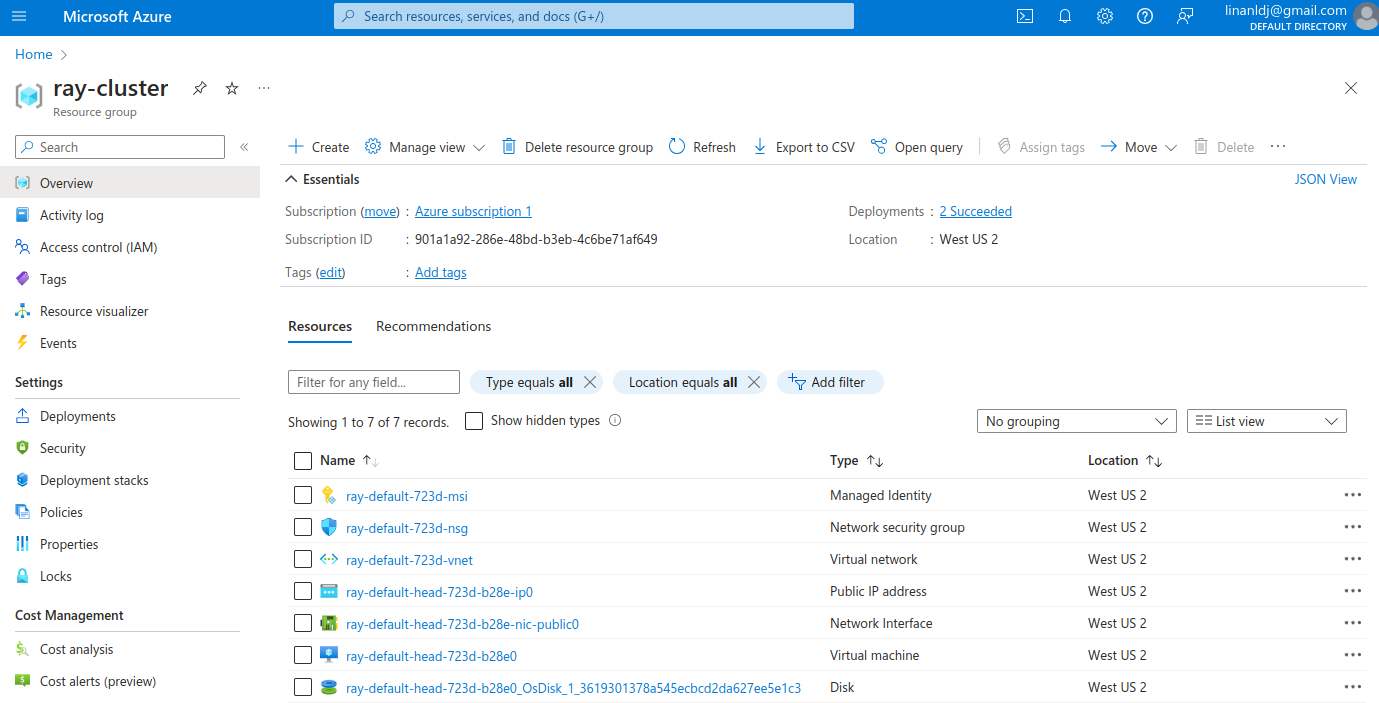 Microsoft Azure
Search resources, services, and docs (G+/)
linanldj@gmail.com
DEFAULT DIRECTORY
Home
ray-cluster
Resource group
Search
Overview
Activity log
Access control (IAM)
Tags
Resource visualizer
Events
Settings
Deployments
Security
Deployment stacks
Policies
Properties
Locks
Cost Management
Cost analysis
Cost alerts (preview)
Create Manage view Delete resource group Refresh Export to CSV Open query Assign tags Move Delete
Essentials JSON View
Subscription (move) : Azure subscription 1 Deployments : 2 Succeeded
Subscription ID : 901a1a92-286e-48bd-b3eb-4c6be71af649 Location : West US 2
Tags (edit) : Add tags
Resources Recommendations
Filter for any field... Type equals all Location equals all Add filter
Showing 1 to 7 of 7 records. Show hidden types No grouping List view
Name Type Location
ray-default-723d-msi Managed Identity West US 2
ray-default-723d-nsg Network security group West US 2
ray-default-723d-vnet Virtual network West US 2
ray-default-head-723d-b28e-ip0 Public IP address West US 2
ray-default-head-723d-b28e-nic-public0 Network Interface West US 2
ray-default-head-723d-b28e0 Virtual machine West US 2
ray-default-head-723d-b28e0_OsDisk_1_3619301378a545ecbcd2da627ee5e1c3 Disk West US 2